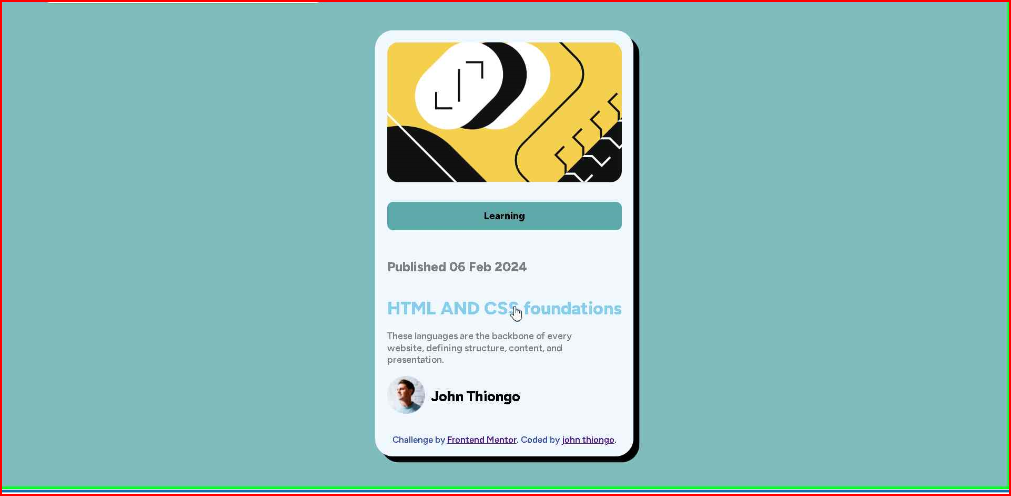 Learning
Published 06 Feb 2024
HTML AND CSS foundations
These languages are the backbone of every
website, defining structure, content, and
presentation.
John Thiongo
Challenge by Frontend Mentor. Coded by john thiongo.